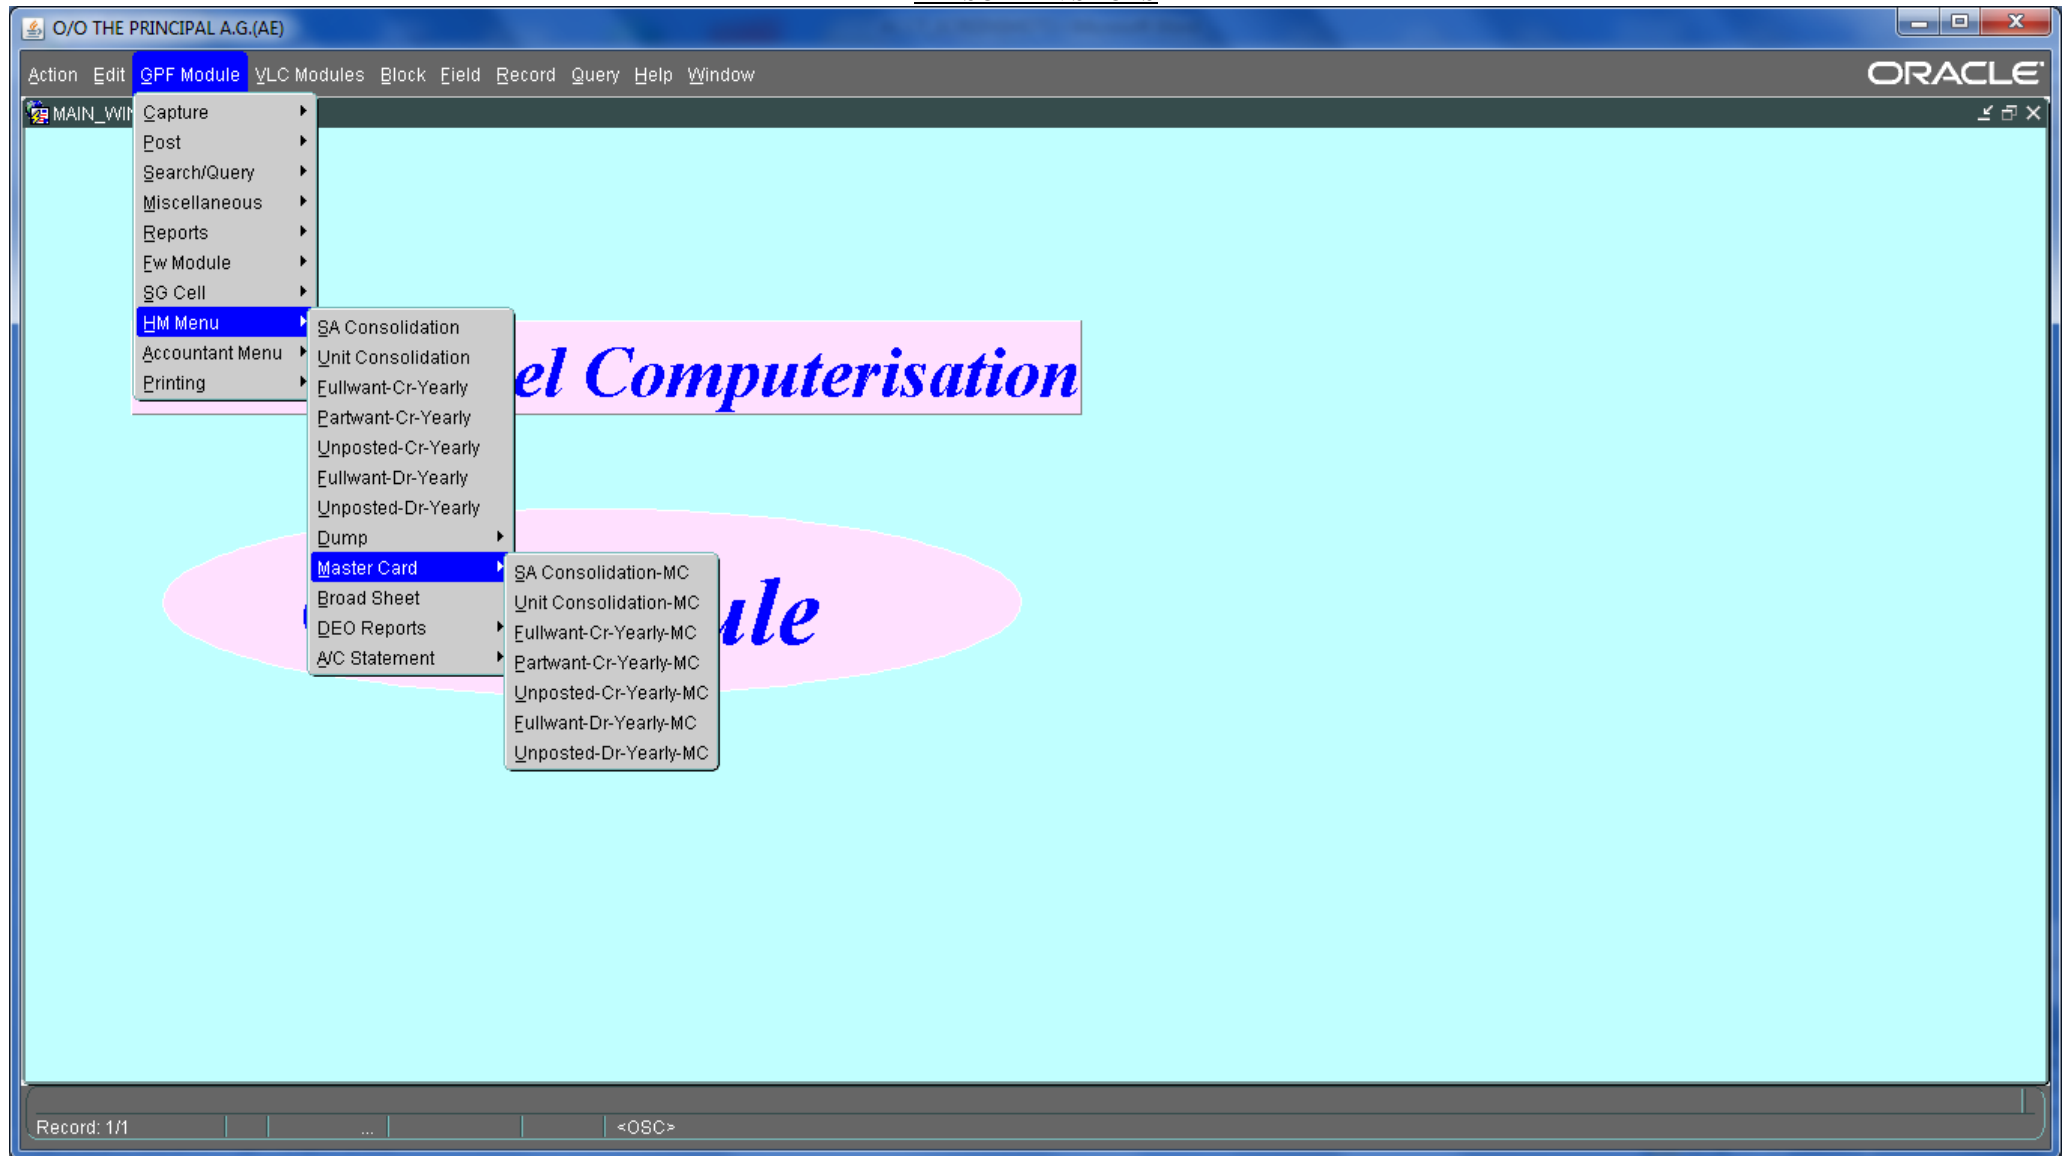 O/O THE PRINCIPAL A.G.(AE)
Action Edit GPF Module VLC Modules Block Field Record Query Help Window
ORACLE
MAIN_WIN
Capture
Post
Search/Query
Miscellaneous
Reports
Fw Module
SG Cell
HM Menu
Accountant Menu
Printing
SA Consolidation
Unit Consolidation
Fullwant-Cr-Yearly
Partwant-Cr-Yearly
Unposted-Cr-Yearly
Fullwant-Dr-Yearly
Unposted-Dr-Yearly
Dump
Master Card
Broad Sheet
DEO Reports
A/C Statement
SA Consolidation-MC
Unit Consolidation-MC
Fullwant-Cr-Yearly-MC
Partwant-Cr-Yearly-MC
Unposted-Cr-Yearly-MC
Fullwant-Dr-Yearly-MC
Unposted-Dr-Yearly-MC
el Computerisation
ule
Record: 1/1 ... <OSC>